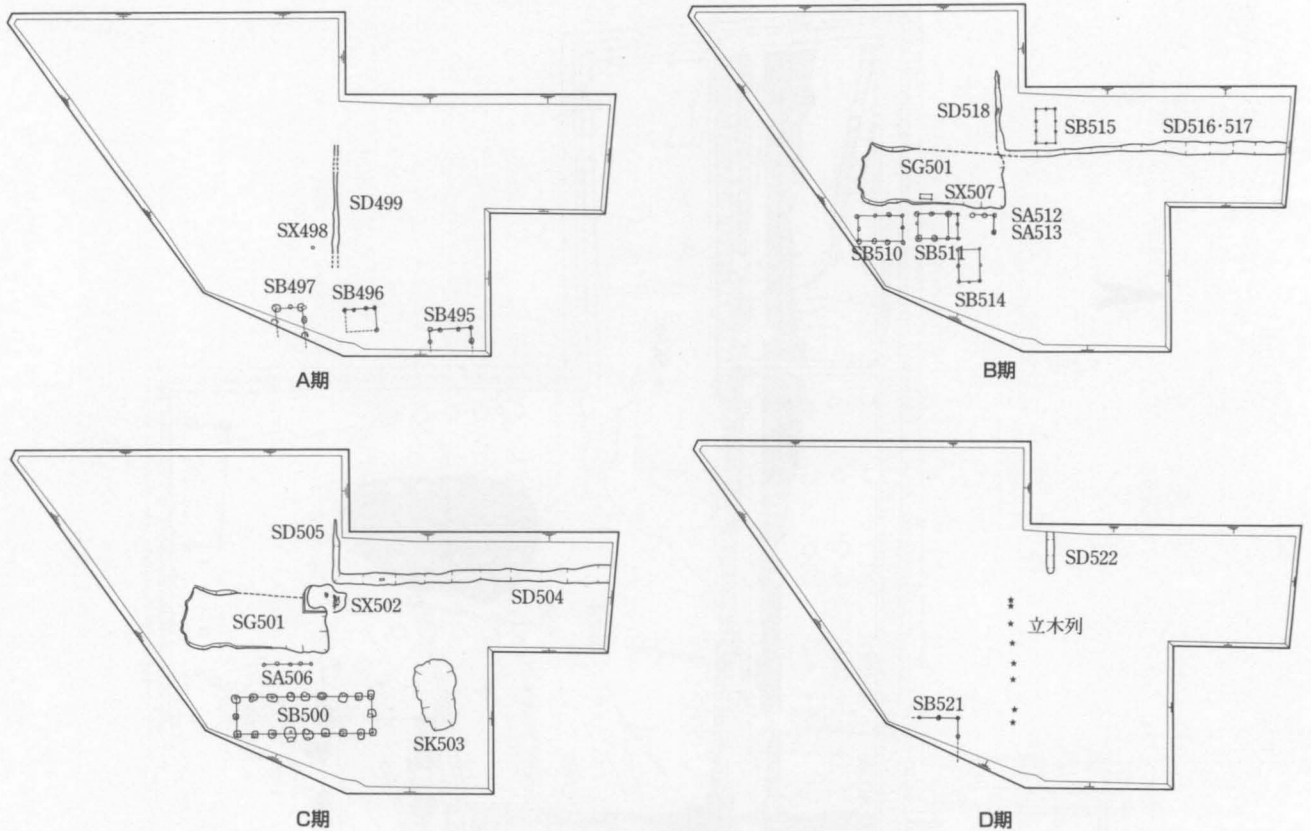 SX498
SD499
SB497
SB496
SB495
A期
SD518
SB515
SD516·517
SG501
SX507
SA512
SA513
SB510
SB511
SB514
B期
SD505
SX502
SD504
SG501
SA506
SB500
SK503
C期
SD522
立木列
SB521
D期